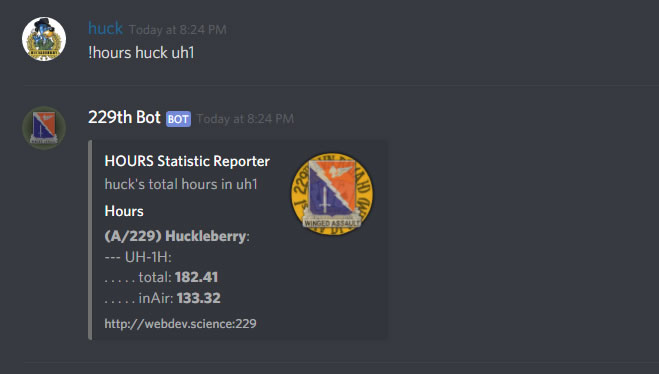 huck Today at 8:24 PM
!hours huck uh1
229th Bot BOT Today at 8:24 PM
HOURS Statistic Reporter
huck's total hours in uh1
Hours
(A/229) Huckleberry:
--- UH-1H:
. . . . . total: 182.41
. . . . . inAir: 133.32
http://webdev.science:229
WINGED ASSAULT